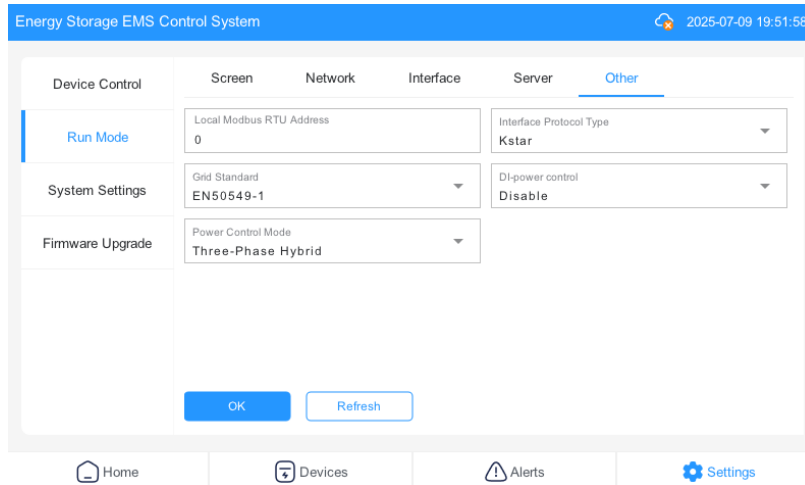 Energy Storage EMS Control System
2025-07-09 19:51:58
Device Control
Run Mode
System Settings
Firmware Upgrade
Screen Network Interface Server Other
Local Modbus RTU Address
0
Interface Protocol Type
Kstar
Grid Standard
EN50549-1
DI-power control
Disable
Power Control Mode
Three-Phase Hybrid
OK Refresh
Home Devices Alerts Settings